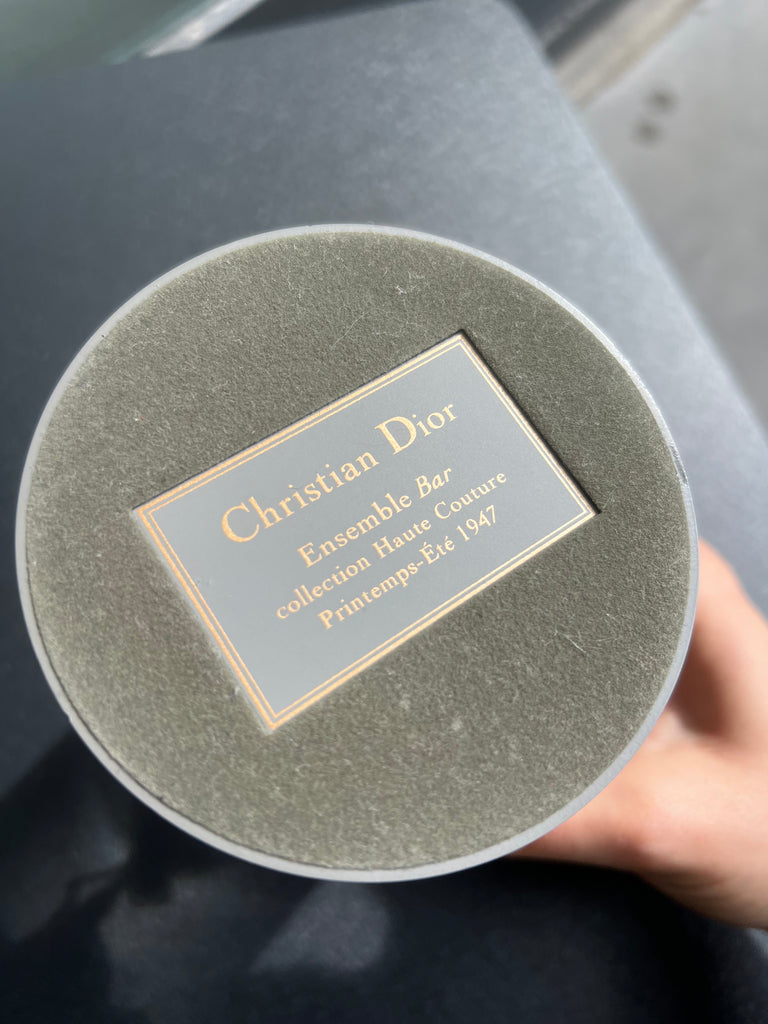 Christian Dior
Ensemble Bar
collection Haute Couture
Printemps-Été 1947